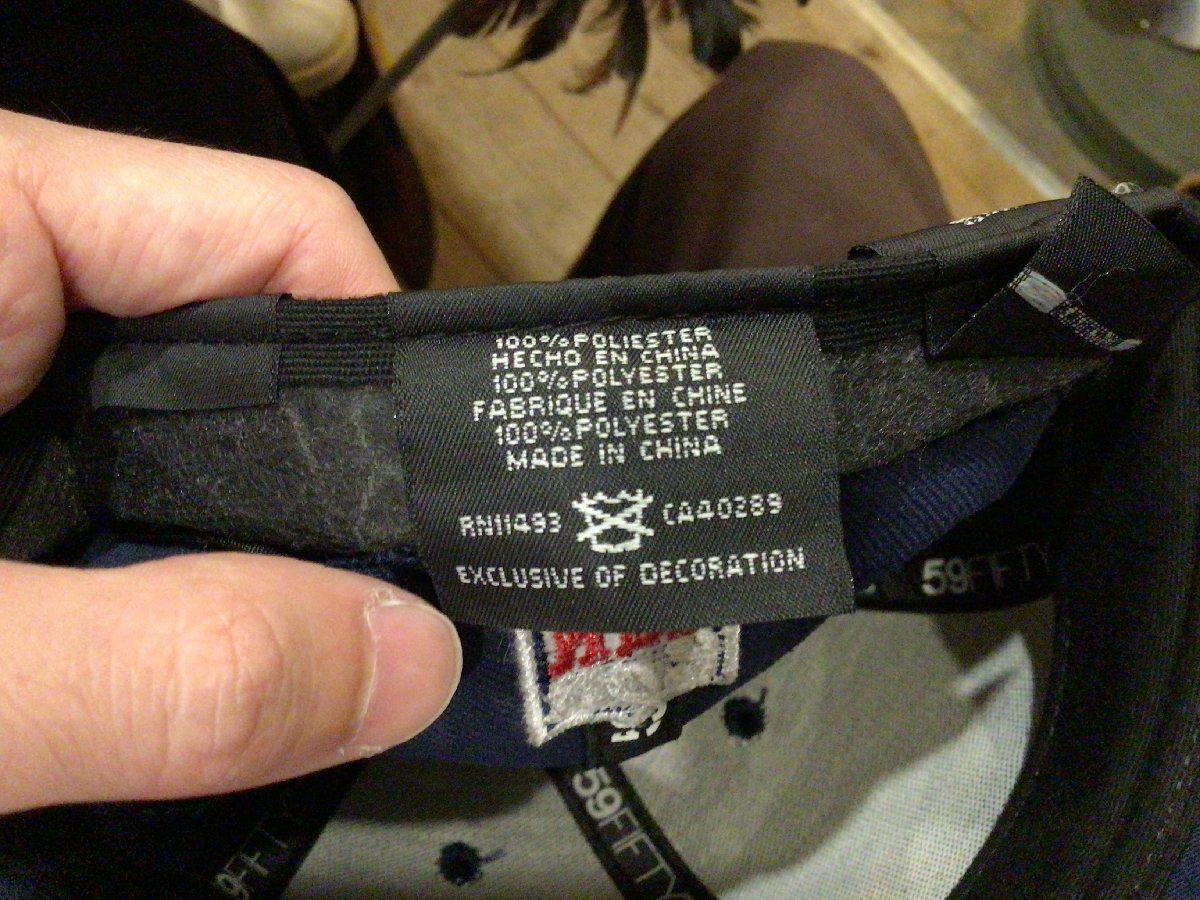 100%POLIESTER
HECHO EN CHINA
100%POLYESTER
FABRIQUE EN CHINE
100%POLYESTER
MADE IN CHINA
RN11493 CA40289
EXCLUSIVE OF DECORATION
59FIFTY
59FIFTY
9FIFTY